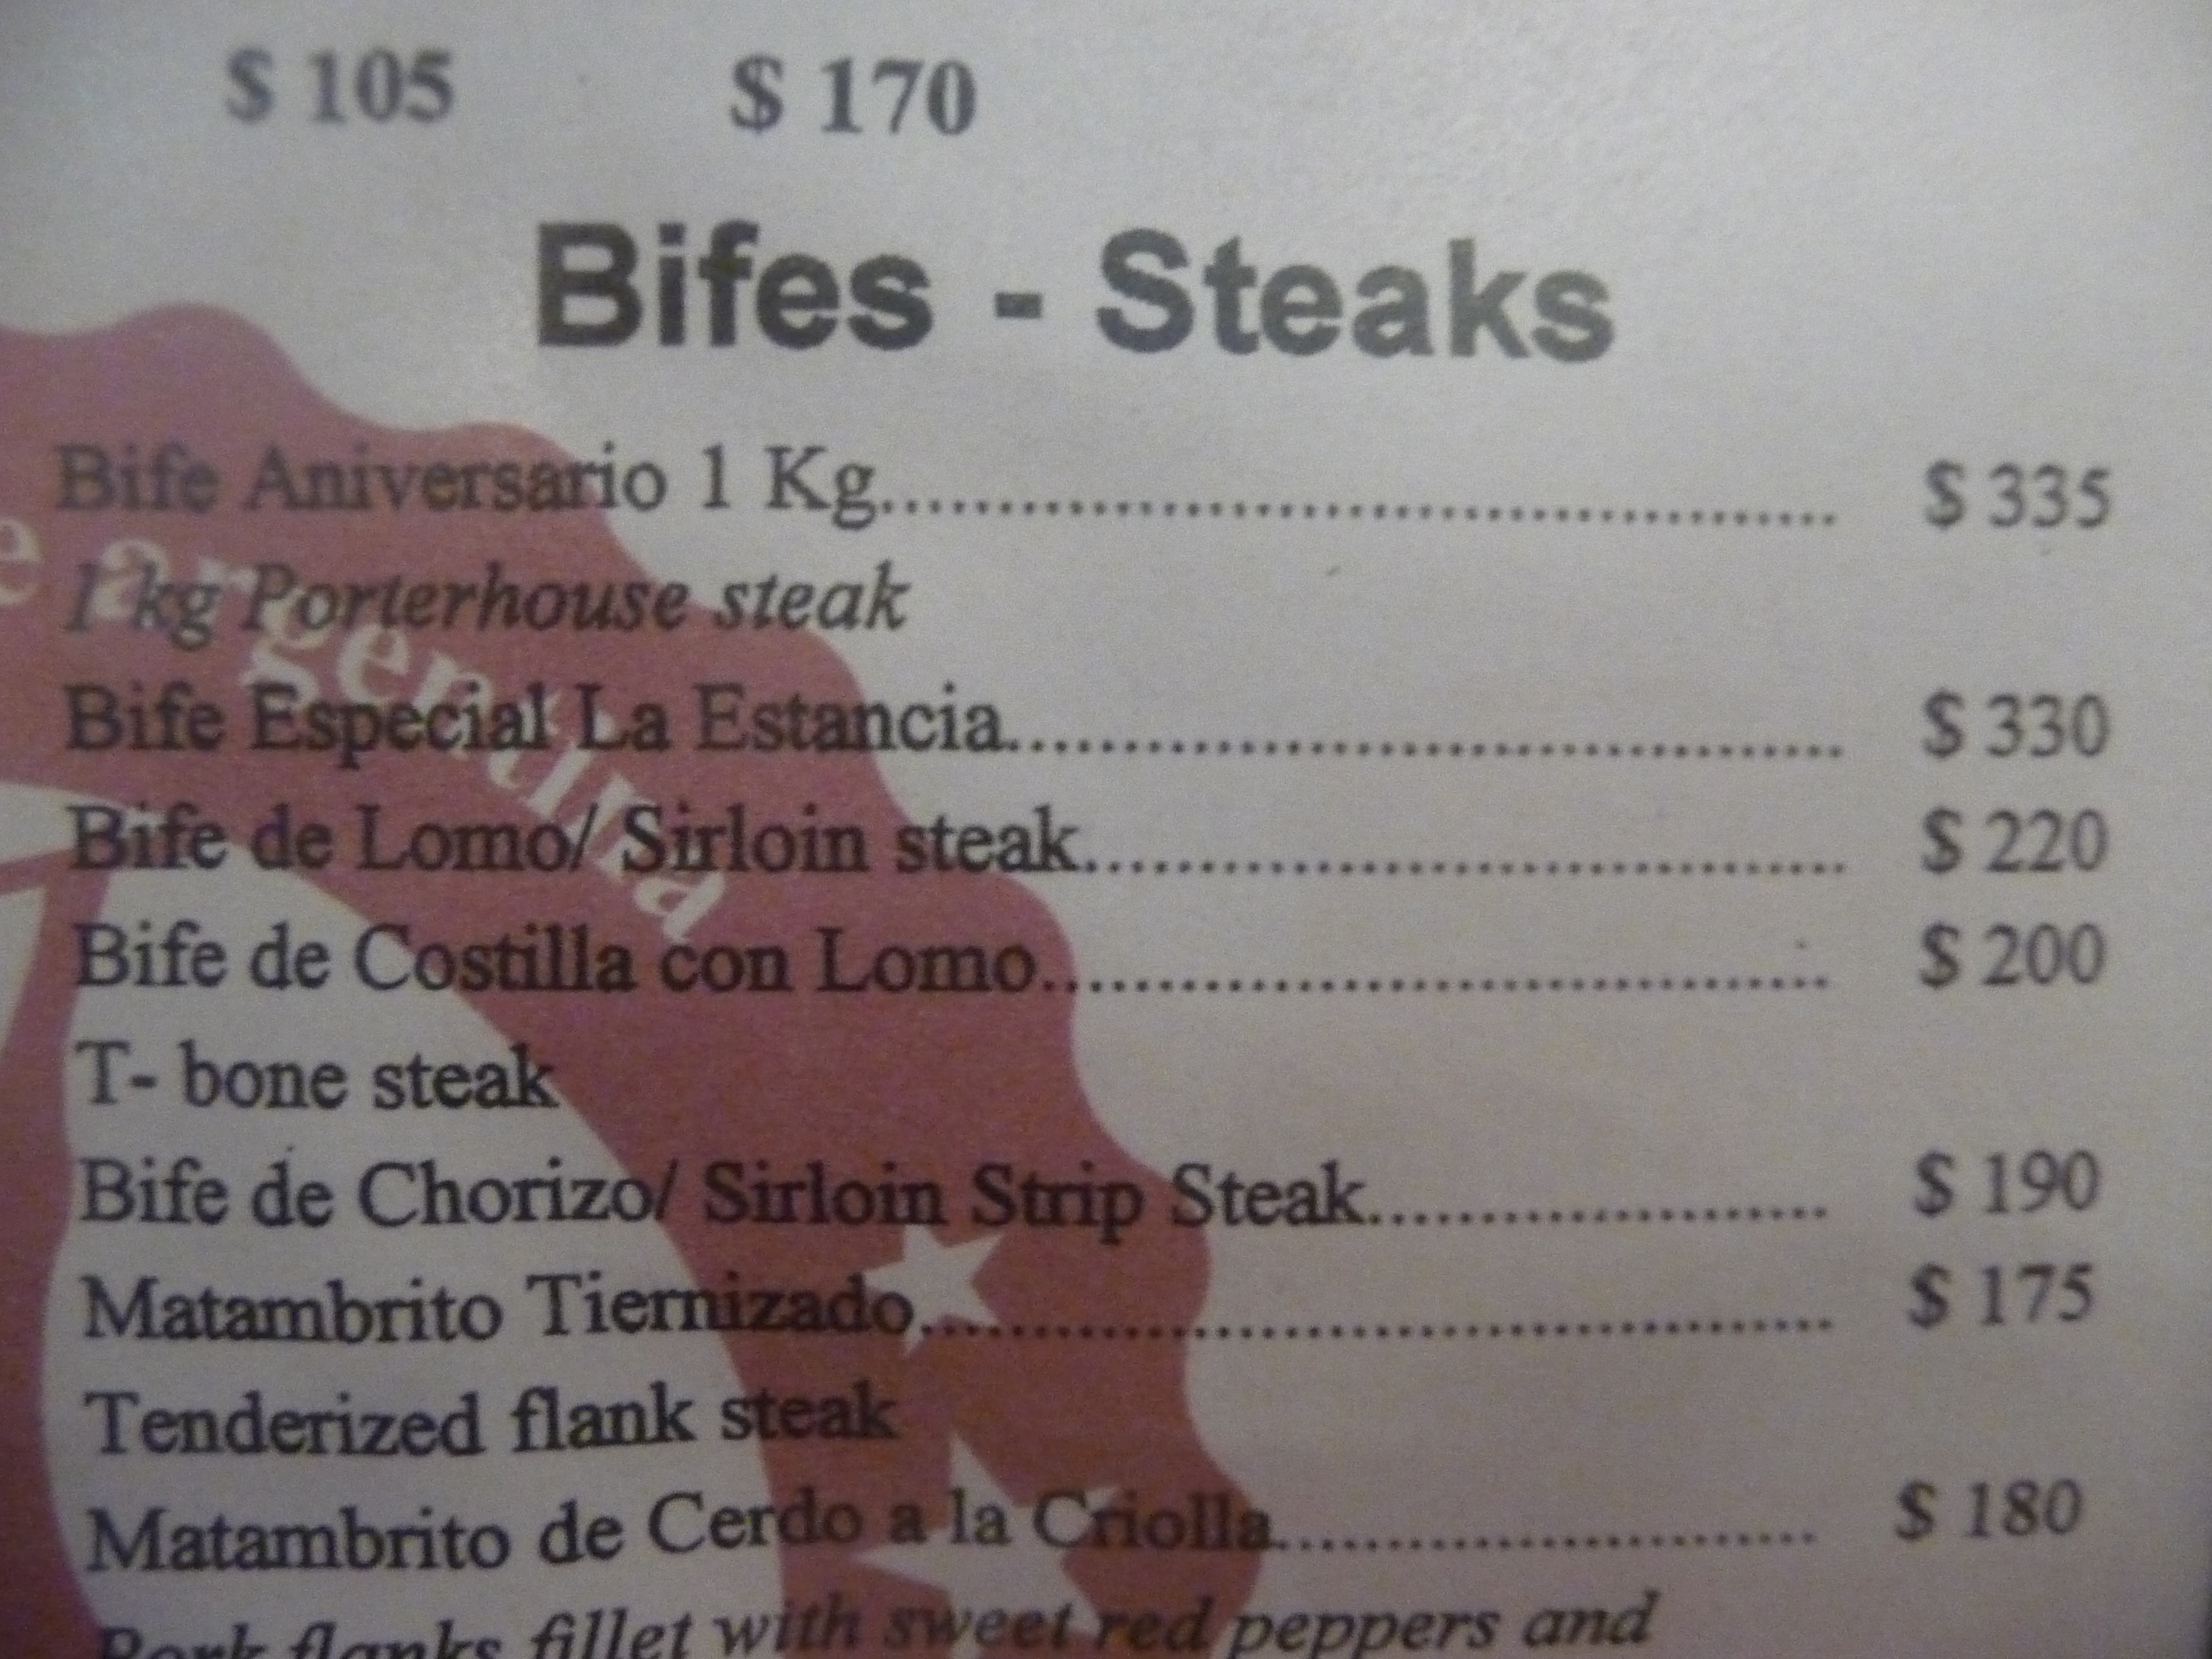 $ 105 $ 170
Bifes - Steaks
Bife Aniversario 1 Kg.......................................... $ 335
1 kg Porterhouse steak
Bife Especial La Estancia..................................... $ 330
e argentina
Bife de Lomo/ Sirloin steak.................................. $ 220
Bife de Costilla con Lomo................................... $ 200
T- bone steak
Bife de Chorizo/ Sirloin Strip Steak.................... $ 190
Matambrito Tiernizado........................................ $ 175
Tenderized flank steak
Matambrito de Cerdo a la Criolla........................ $ 180
Pork flanks fillet with sweet red peppers and